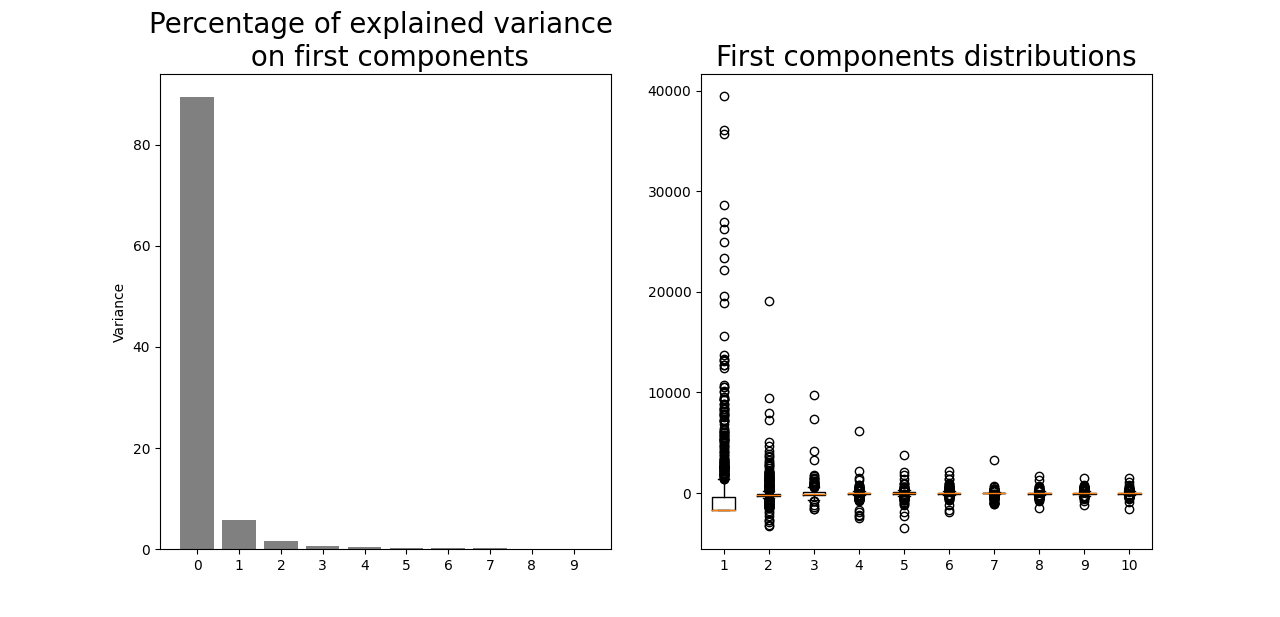 Percentage of explained variance
on first components
Variance
80
60
40
20
0
0 1 2 3 4 5 6 7 8 9
First components distributions
40000
30000
20000
10000
0
1 2 3 4 5 6 7 8 9 10